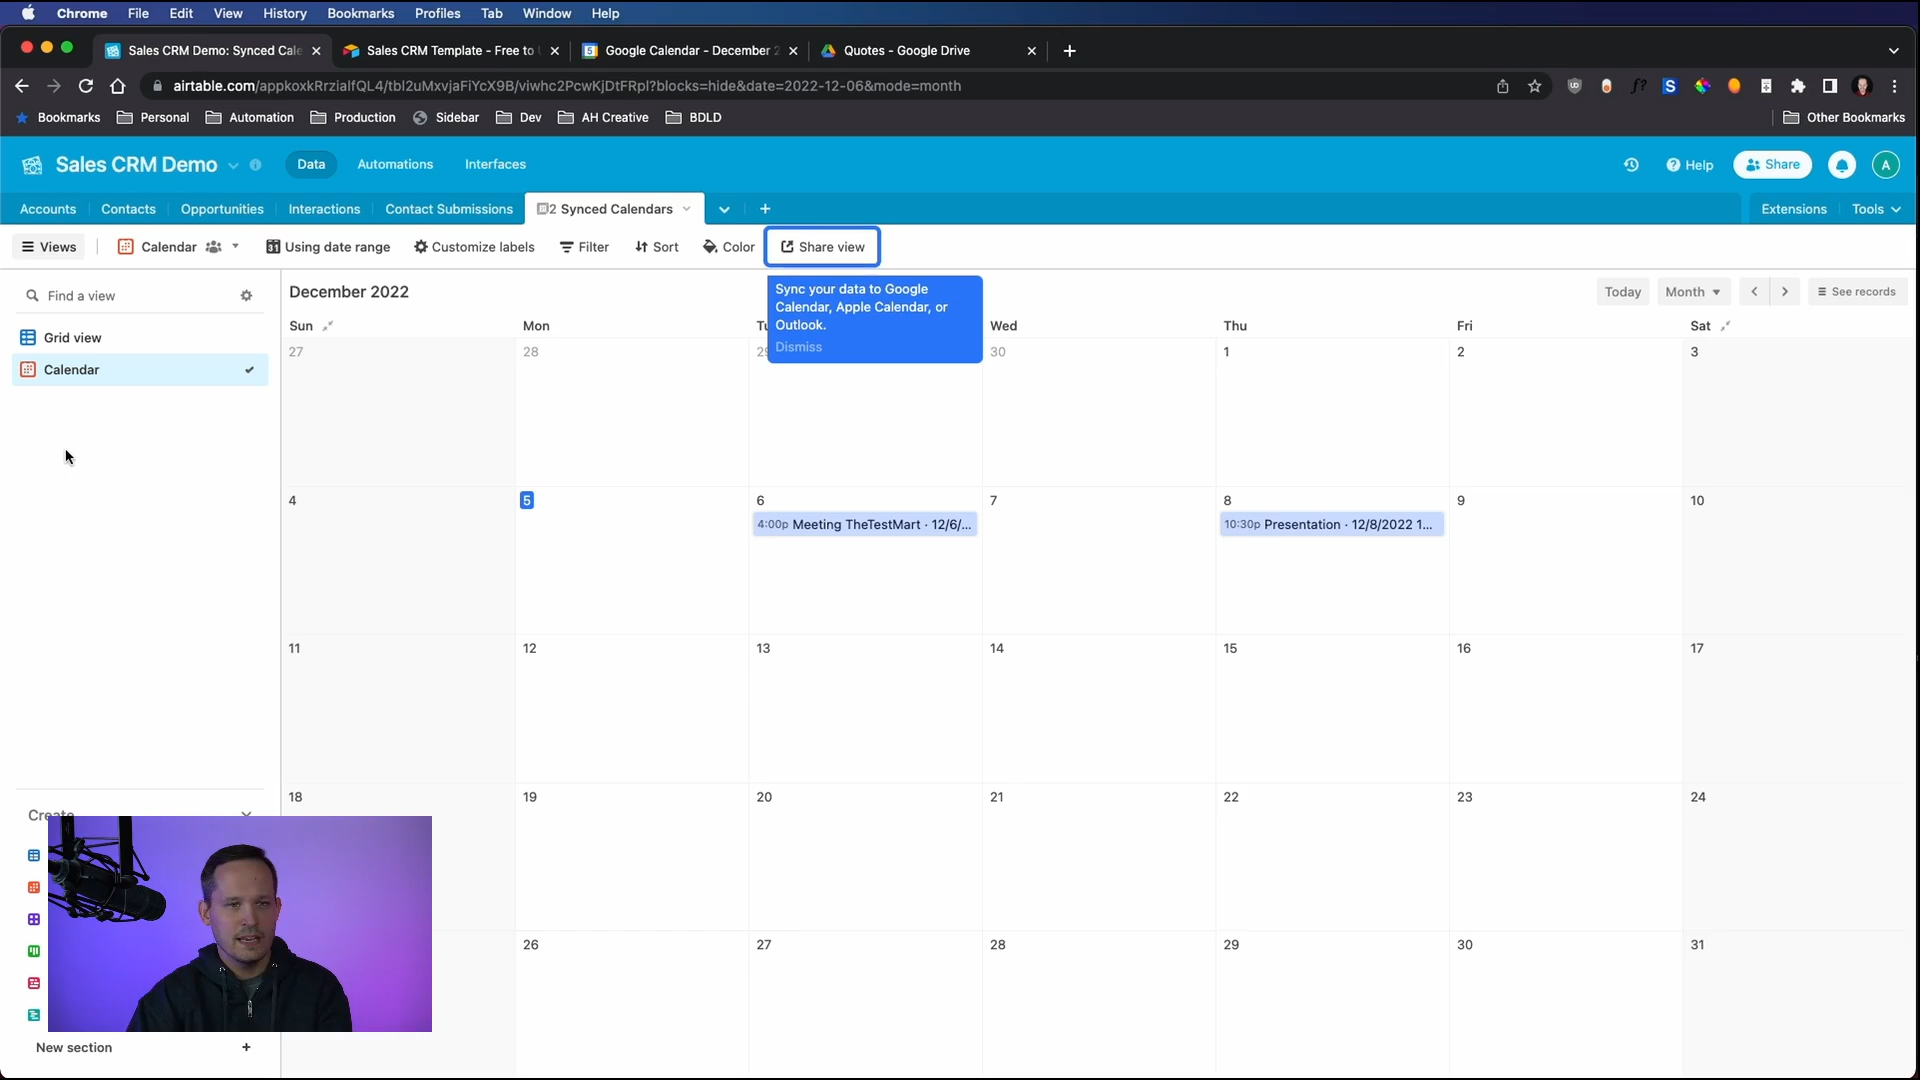 Chrome File Edit View History Bookmarks Profiles Tab Window Help
Sales CRM Demo: Synced Cale Sales CRM Template - Free to Google Calendar - December 2 Quotes - Google Drive
airtable.com/appkoxkRrzialfQL4/tbl2uMxvjaFiYcX9B/viwhc2PcwKjDtFRpl?blocks=hide&date=2022-12-06&mode=month
Bookmarks Personal Automation Production Sidebar Dev AH Creative BDLD Other Bookmarks
Sales CRM Demo Data Automations Interfaces Help Share A
Accounts Contacts Opportunities Interactions Contact Submissions 2 Synced Calendars Extensions Tools
Views Calendar Using date range Customize labels Filter Sort Color Share view
Find a view
Grid view
Calendar
December 2022 Today Month See records
Sync your data to Google
Calendar, Apple Calendar, or
Outlook.
Dismiss
Sun Mon Tu Wed Thu Fri Sat
27 28 29 30 1 2 3
4 5 6 7 8 9 10
4:00p Meeting TheTestMart · 12/6/... 10:30p Presentation · 12/8/2022 1...
11 12 13 14 15 16 17
18 19 20 21 22 23 24
26 27 28 29 30 31
Create
New section